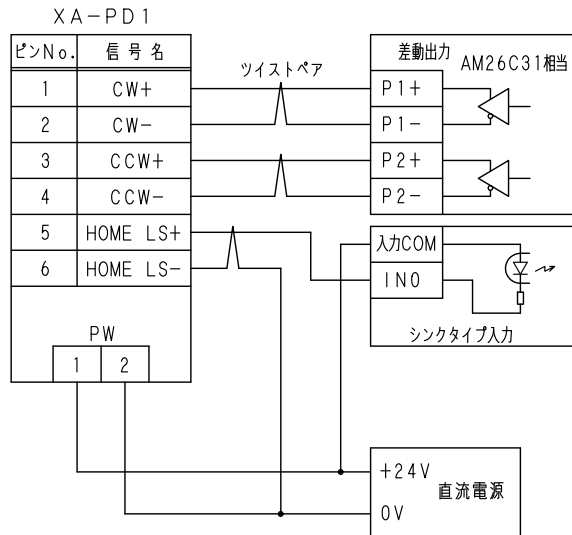 XA-PD1
ピンNo. 信号名
1 CW+
2 CW-
3 CCW+
4 CCW-
5 HOME LS+
6 HOME LS-
PW
1 2
ツイストペア
差動出力
AM26C31相当
P1+
P1-
P2+
P2-
入力COM
IN0
シンクタイプ入力
+24V
0V
直流電源